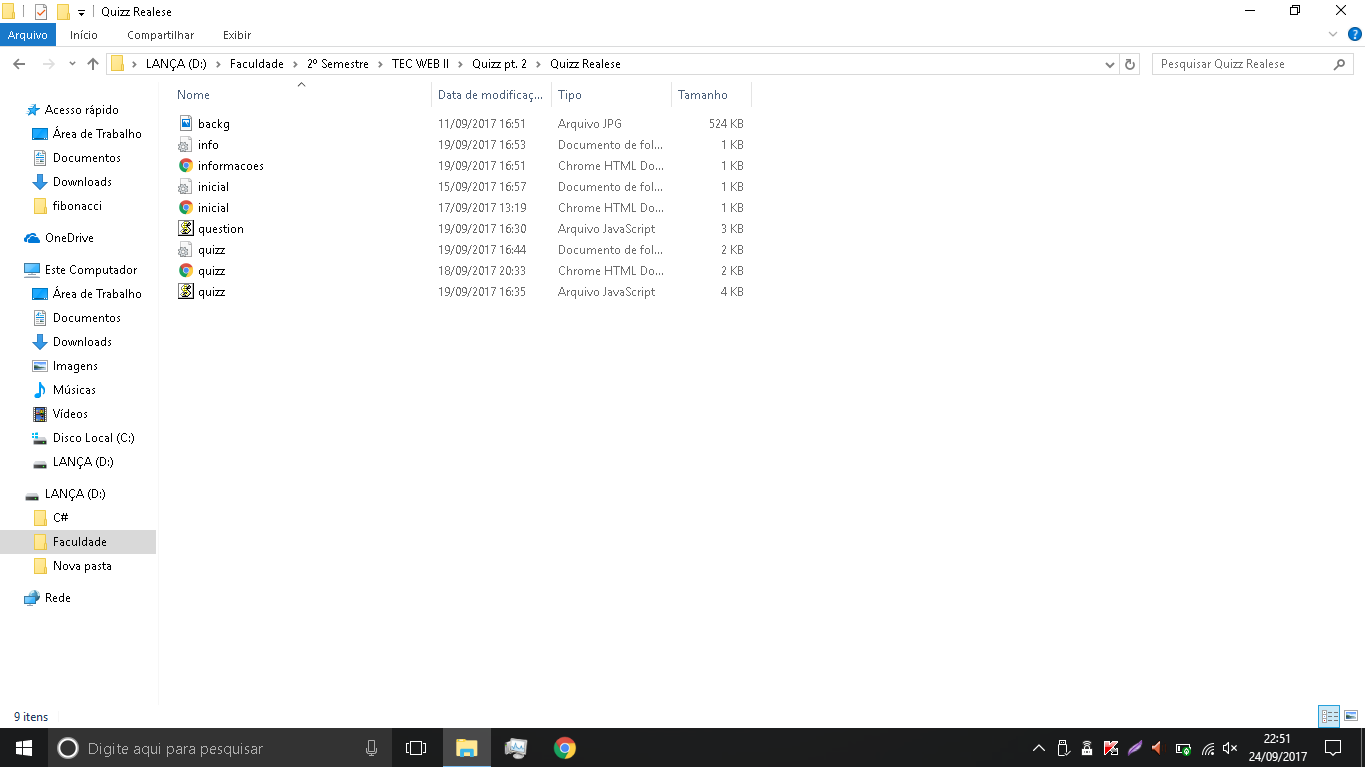 Quizz Realese
Arquivo Início Compartilhar Exibir
LANÇA (D:) Faculdade 2º Semestre TEC WEB II Quizz pt. 2 Quizz Realese
Pesquisar Quizz Realese
Acesso rápido
Área de Trabalho
Documentos
Downloads
fibonacci
OneDrive
Este Computador
Área de Trabalho
Documentos
Downloads
Imagens
Músicas
Vídeos
Disco Local (C:)
LANÇA (D:)
LANÇA (D:)
C#
Faculdade
Nova pasta
Rede
Nome Data de modificaç... Tipo Tamanho
backg 11/09/2017 16:51 Arquivo JPG 524 KB
info 19/09/2017 16:53 Documento de fol... 1 KB
informacoes 19/09/2017 16:51 Chrome HTML Do... 1 KB
inicial 15/09/2017 16:57 Documento de fol... 1 KB
inicial 17/09/2017 13:19 Chrome HTML Do... 1 KB
question 19/09/2017 16:30 Arquivo JavaScript 3 KB
quizz 19/09/2017 16:44 Documento de fol... 2 KB
quizz 18/09/2017 20:33 Chrome HTML Do... 2 KB
quizz 19/09/2017 16:35 Arquivo JavaScript 4 KB
9 itens
Digite aqui para pesquisar
22:51
24/09/2017